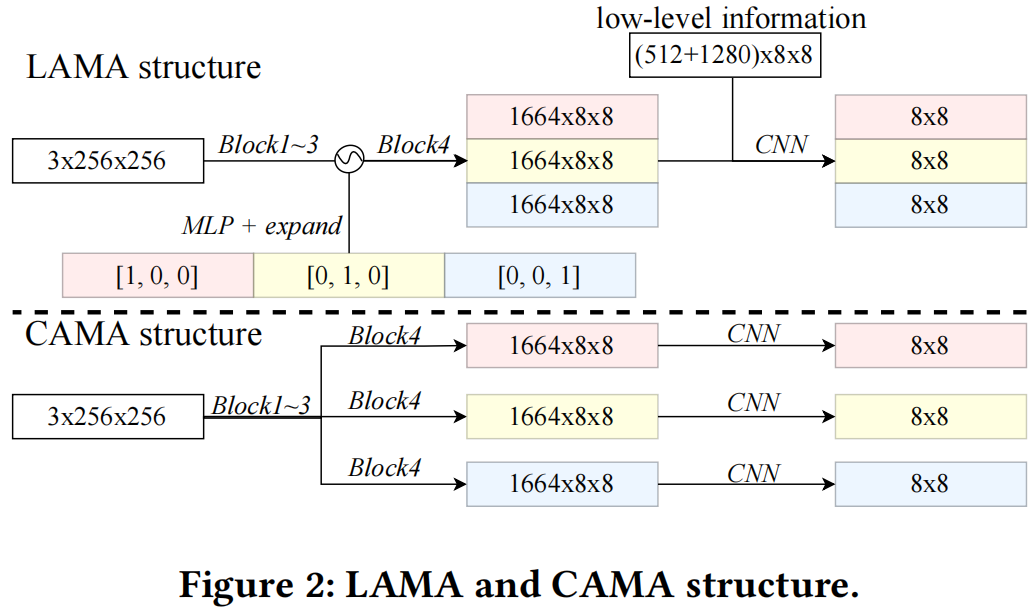 low-level information
(512+1280)x8x8
LAMA structure
3x256x256
Block1~3
Block4
1664x8x8
1664x8x8
1664x8x8
CNN
8x8
8x8
8x8
MLP + expand
[1, 0, 0]
[0, 1, 0]
[0, 0, 1]
CAMA structure
3x256x256
Block1~3
Block4
1664x8x8
CNN
8x8
Block4
1664x8x8
CNN
8x8
Block4
1664x8x8
CNN
8x8
Figure 2: LAMA and CAMA structure.